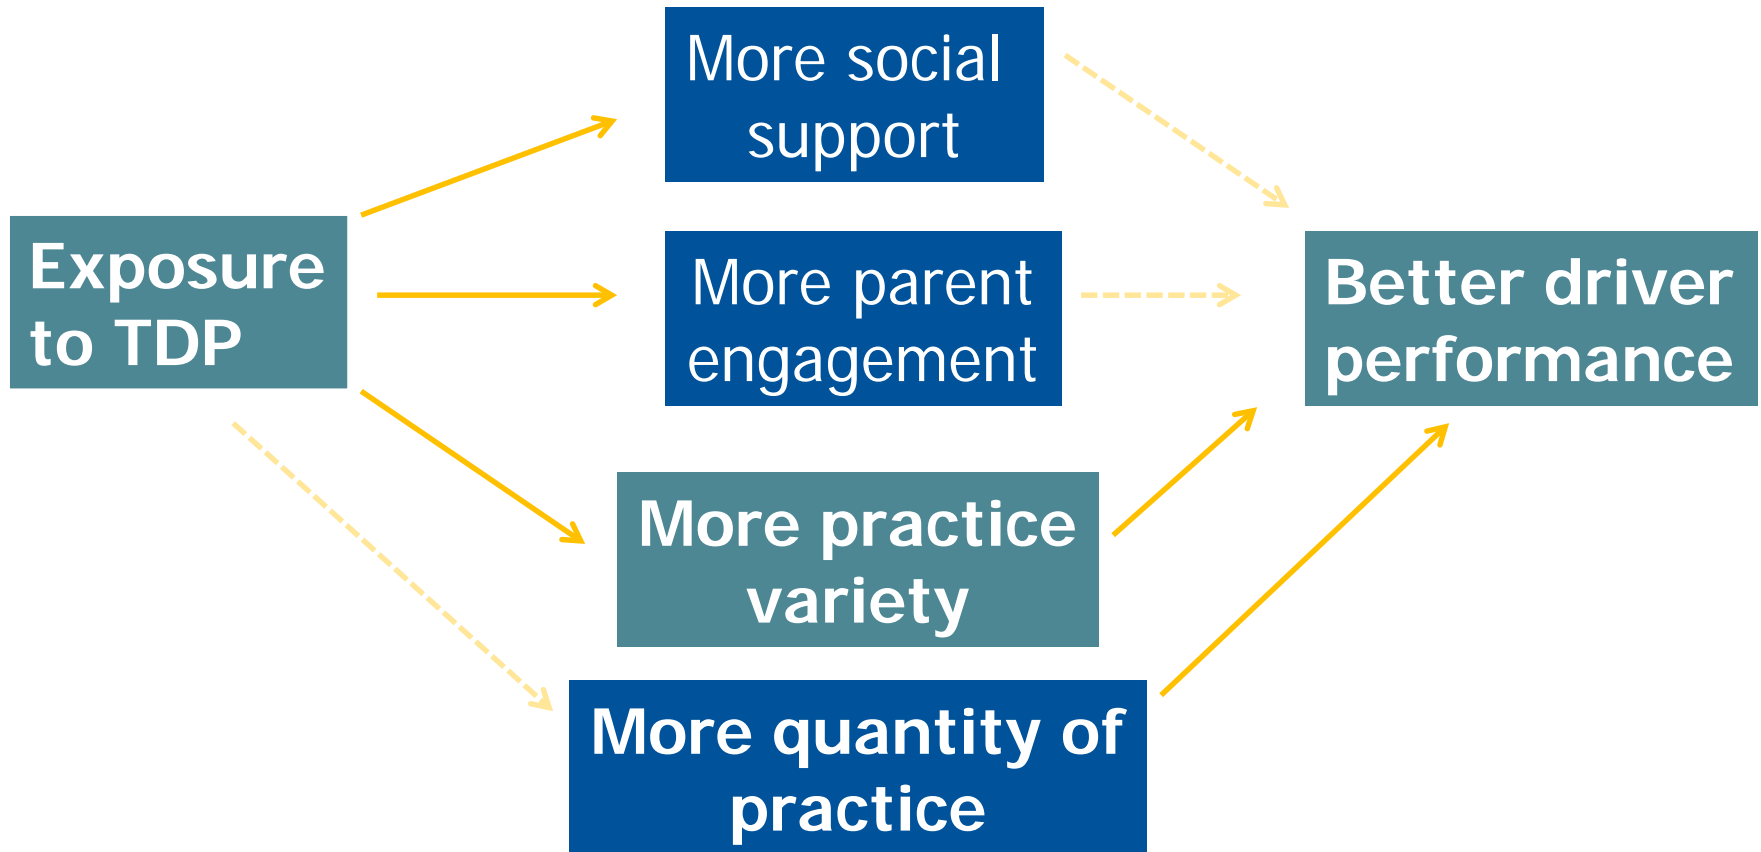 More social
support
Exposure
to TDP
More parent
engagement
Better driver
performance
More practice
variety
More quantity of
practice